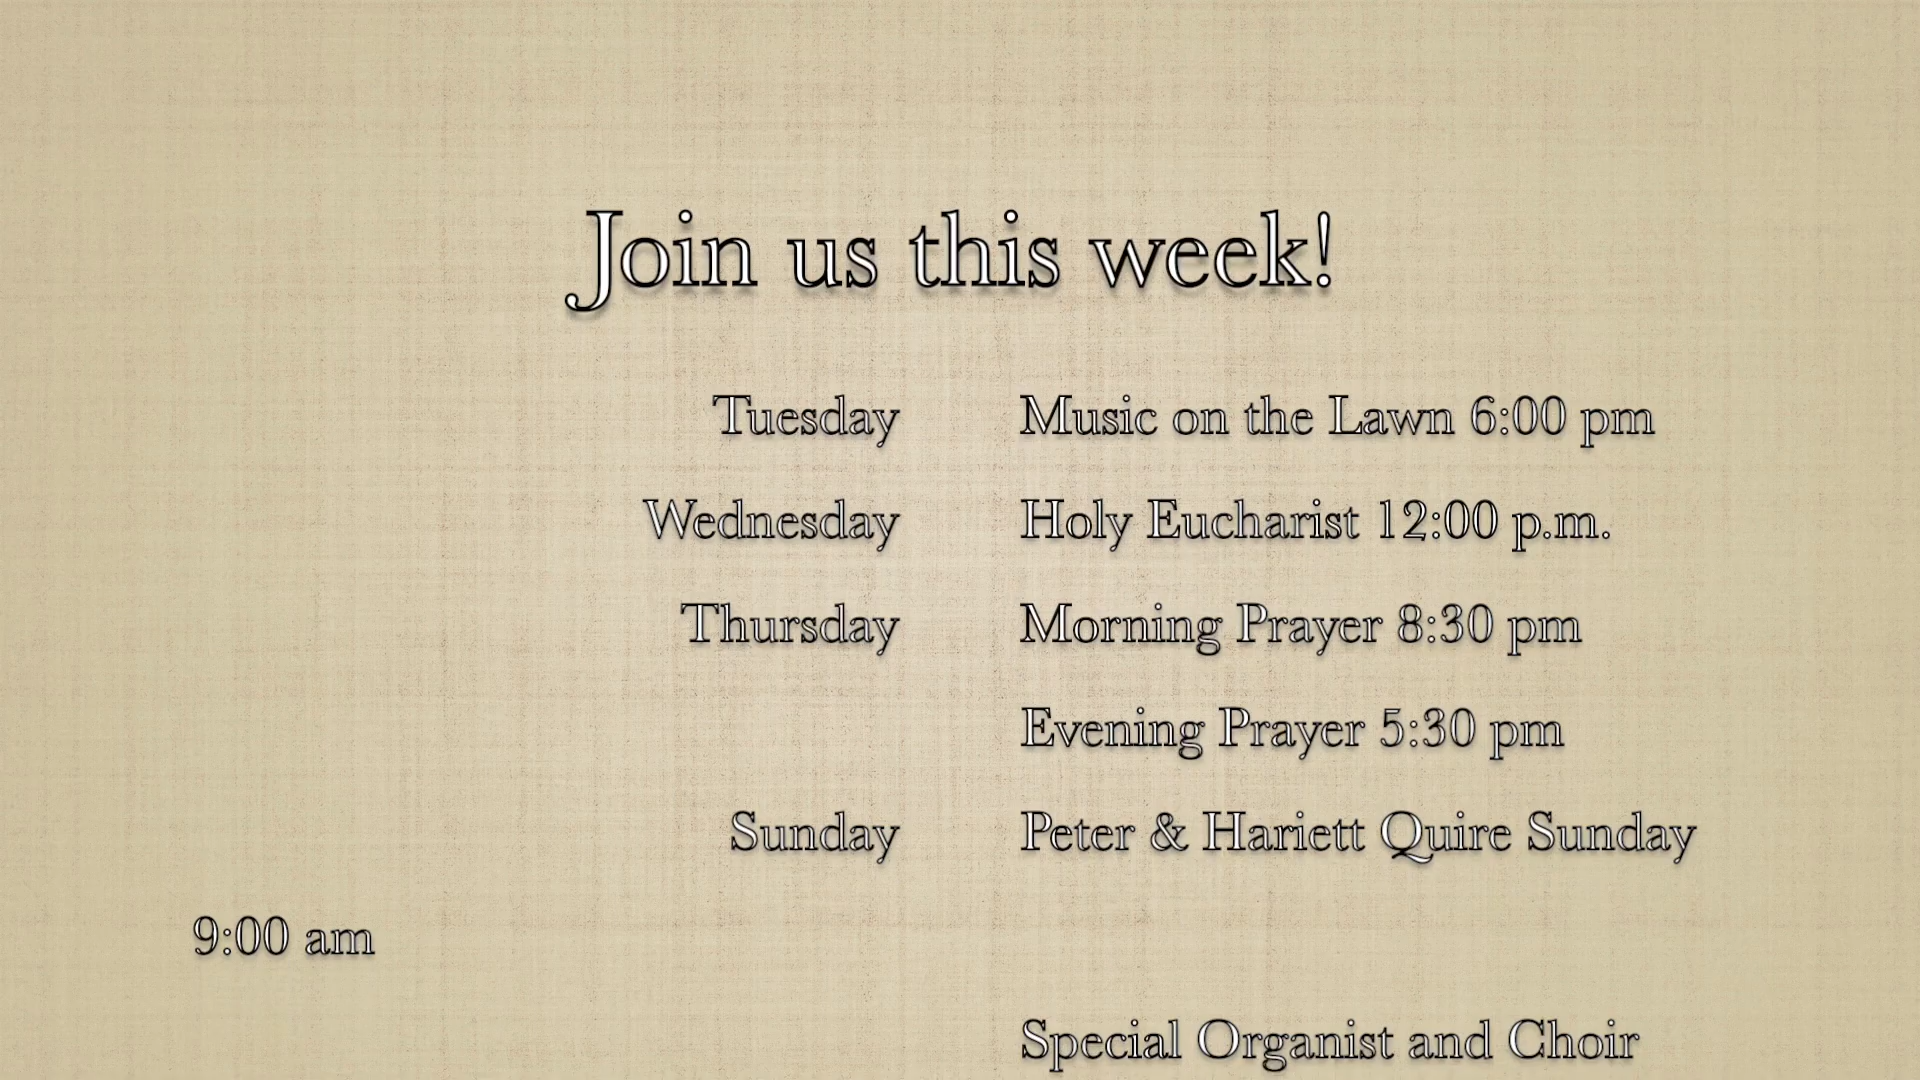 Join us this week!
Tuesday Music on the Lawn 6:00 pm
Wednesday Holy Eucharist 12:00 p.m.
Thursday Morning Prayer 8:30 pm
Evening Prayer 5:30 pm
Sunday Peter & Hariett Quire Sunday
9:00 am
Special Organist and Choir